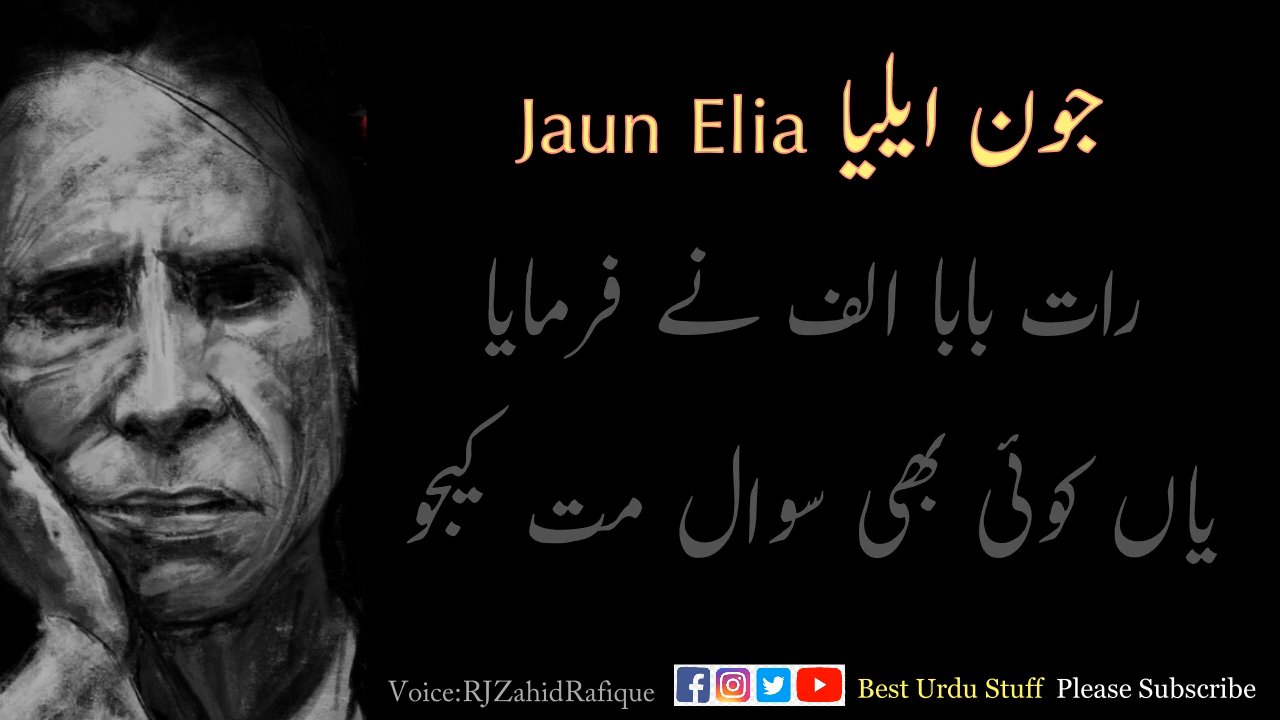 جون ایلیا Jaun Elia
رات بابا الف نے فرمایا
یاں کوئی بھی سوال مت کیجو
Voice:RJZahidRafique Best Urdu Stuff Please Subscribe